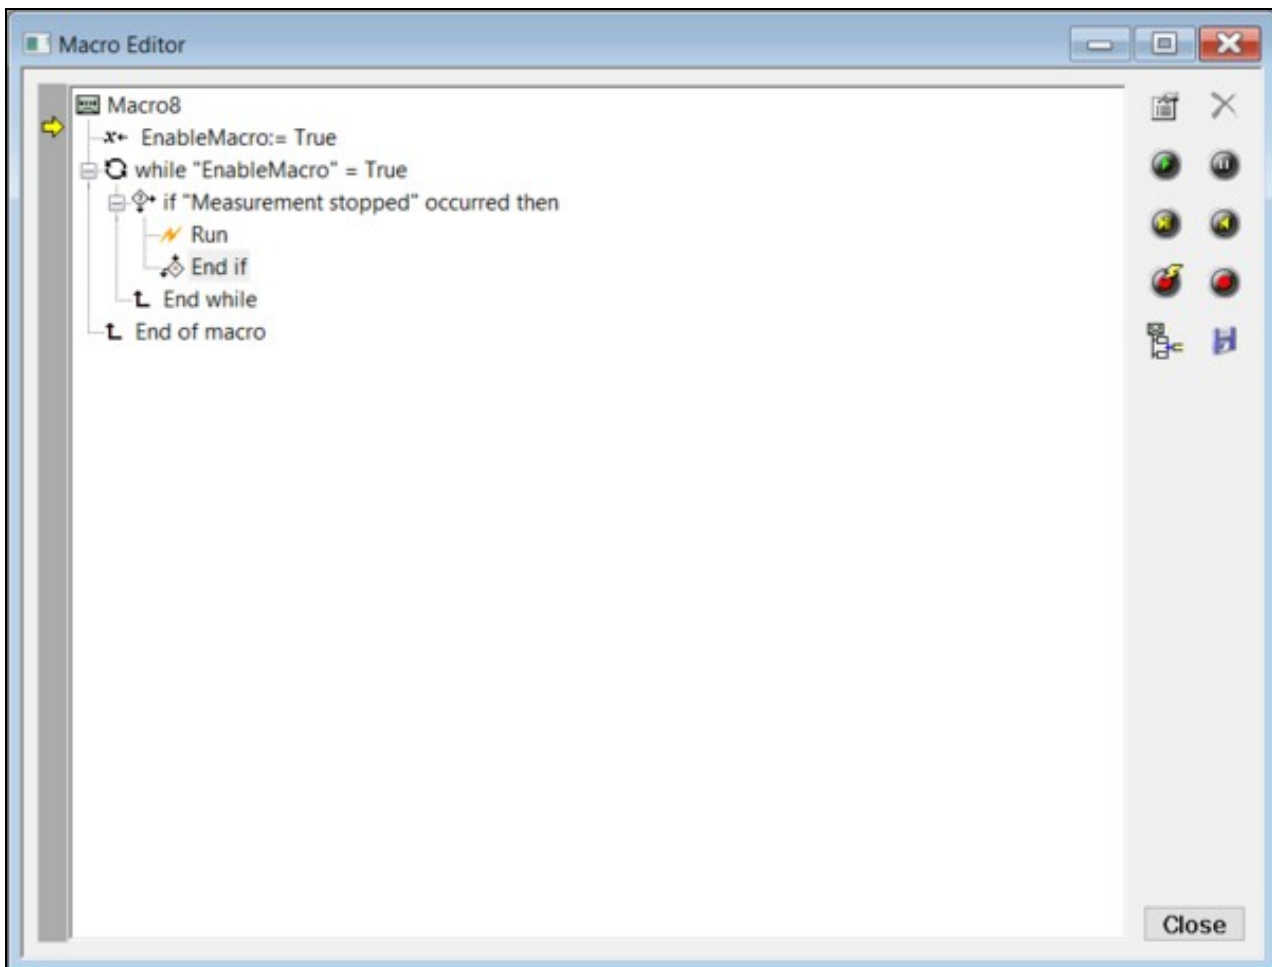 Macro Editor
Macro8
x← EnableMacro:= True
while "EnableMacro" = True
if "Measurement stopped" occurred then
Run
End if
End while
End of macro
Close